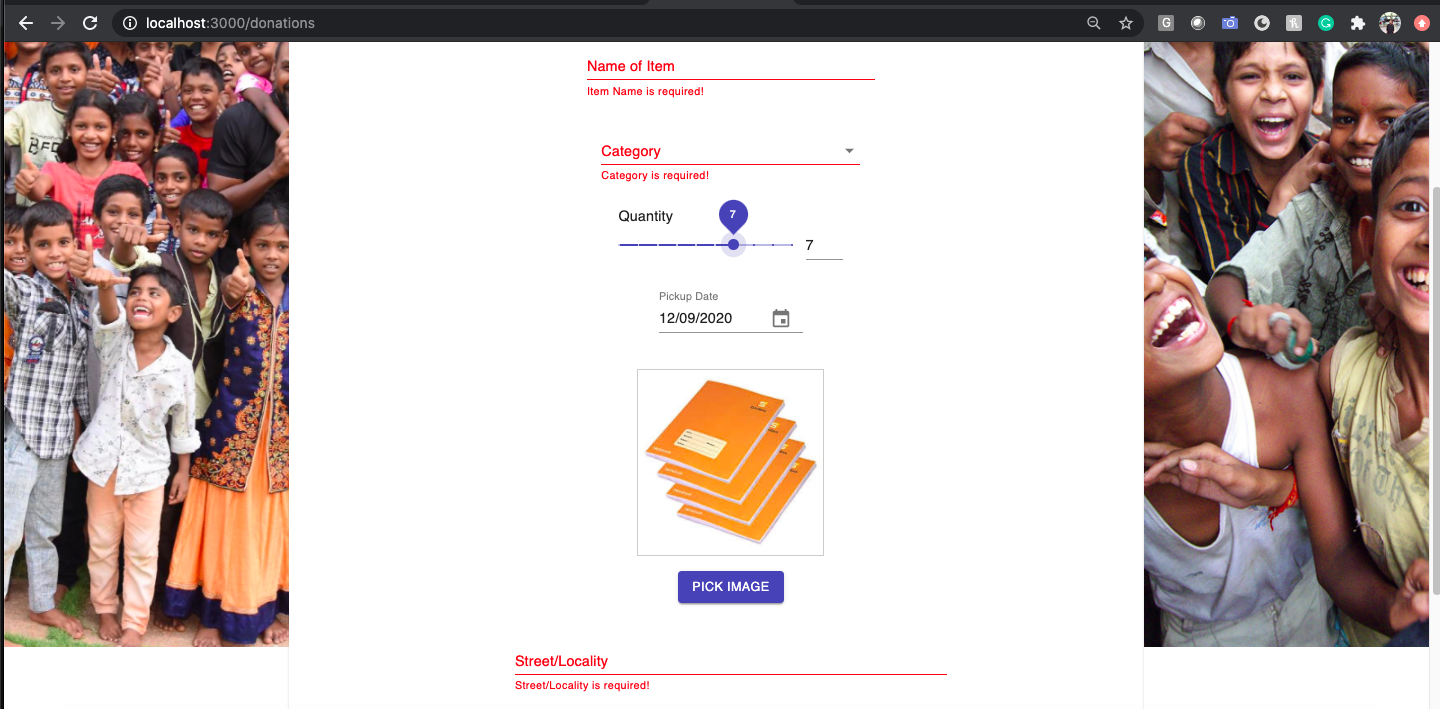 localhost:3000/donations
Name of Item
Item Name is required!
Category
Category is required!
Quantity
7
7
Pickup Date
12/09/2020
PICK IMAGE
Street/Locality
Street/Locality is required!